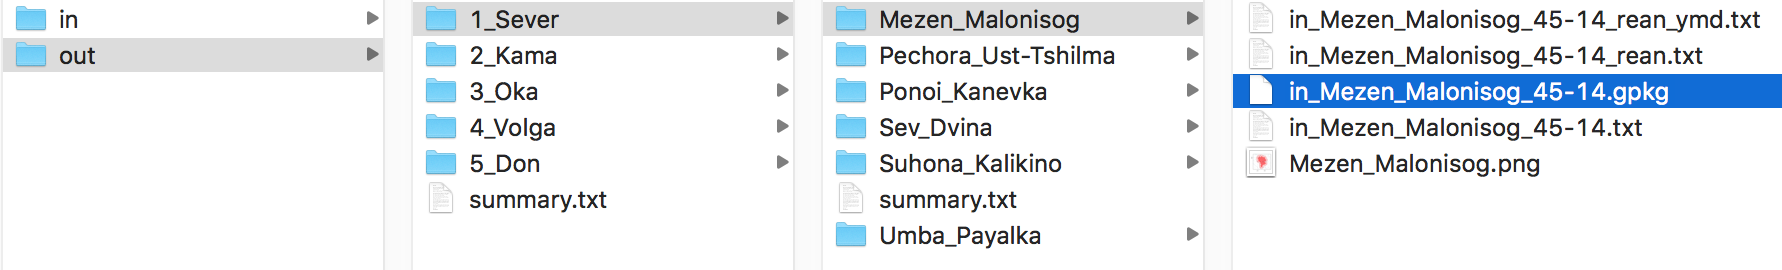 in
out
1_Sever
2_Kama
3_Oka
4_Volga
5_Don
summary.txt
Mezen_Malonisog
Pechora_Ust-Tshilma
Ponoi_Kanevka
Sev_Dvina
Suhona_Kalikino
summary.txt
Umba_Payalka
in_Mezen_Malonisog_45-14_rean_ymd.txt
in_Mezen_Malonisog_45-14_rean.txt
in_Mezen_Malonisog_45-14.gpkg
in_Mezen_Malonisog_45-14.txt
Mezen_Malonisog.png